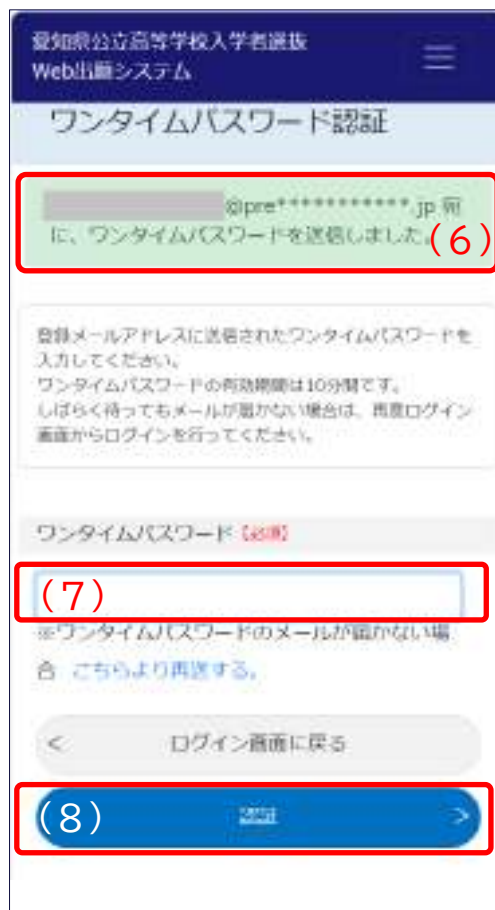 愛知県公立高等学校入学者選抜
Web出願システム
ワンタイムパスワード認証
@pre***********.jp 宛
に、ワンタイムパスワードを送信しました。
(6)
登録メールアドレスに送信されたワンタイムパスワードを
入力してください。
ワンタイムパスワードの有効期間は10分間です。
しばらく待ってもメールが届かない場合は、再度ログイン
画面からログインを行ってください。
ワンタイムパスワード【必須】
(7)
※ワンタイムパスワードのメールが届かない場
合 こちらより再送する。
< ログイン画面に戻る
(8) 認証 >